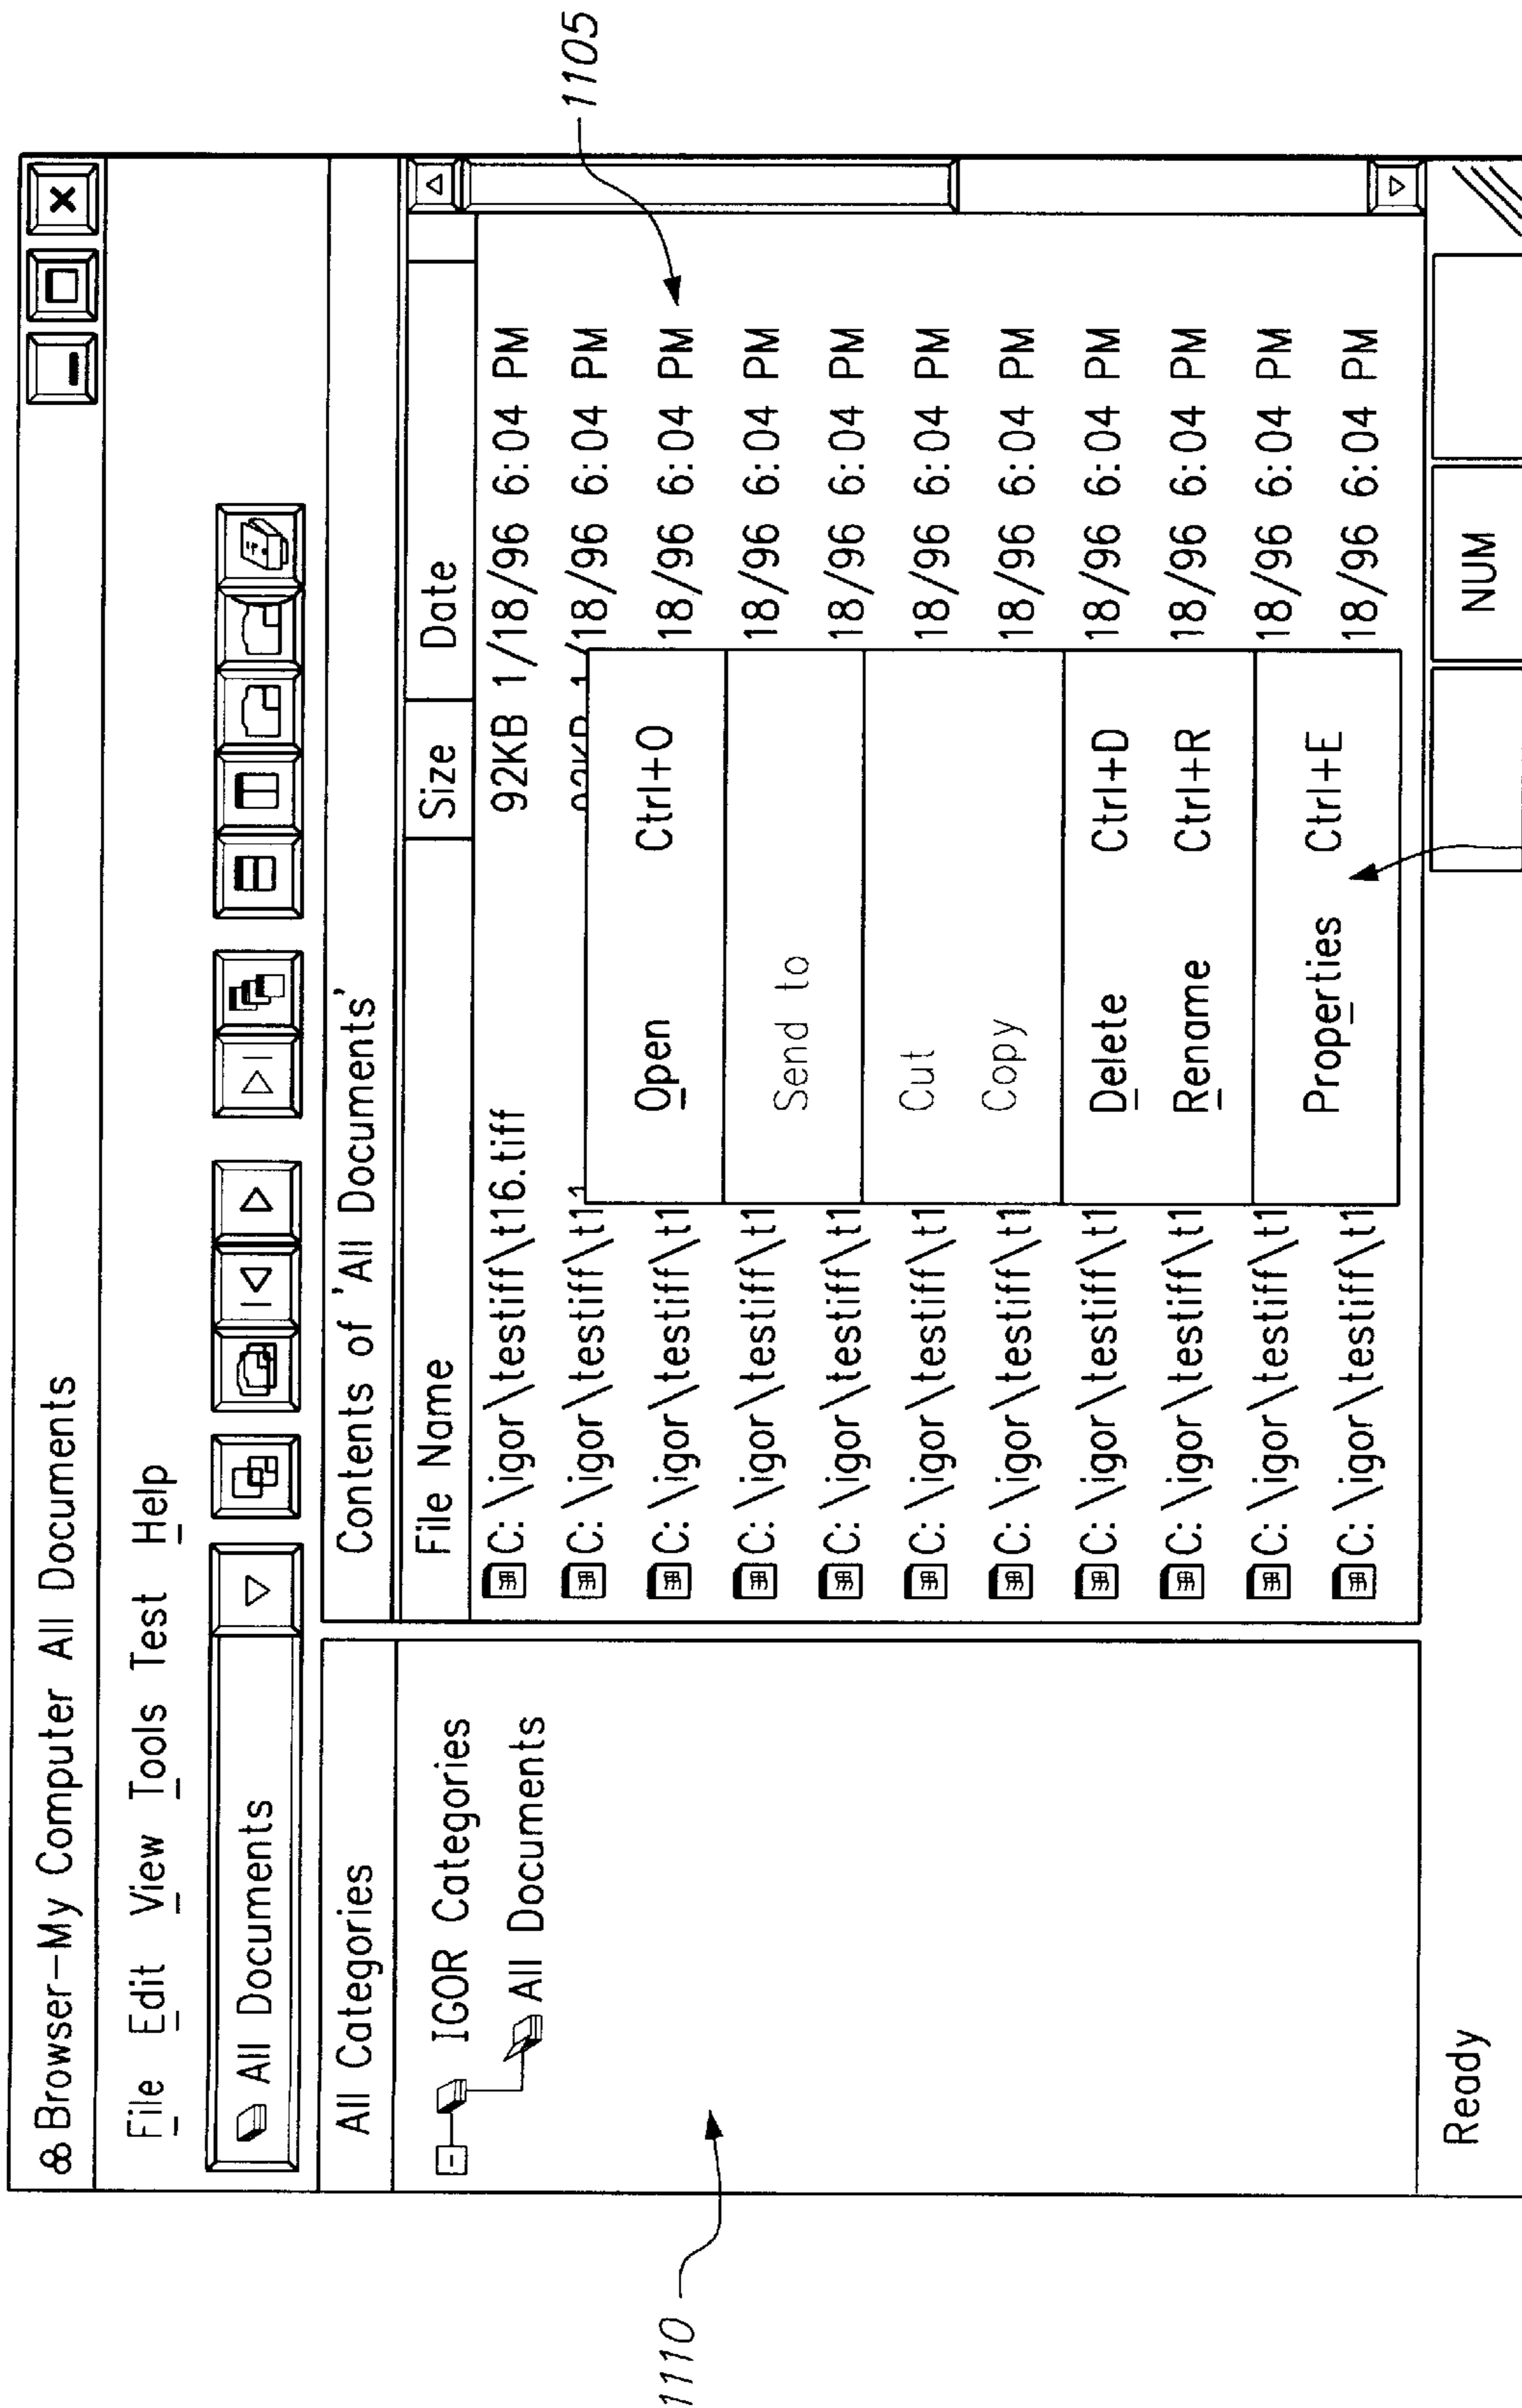 Browser-My Computer All Documents
File Edit View Tools Test Help
All Documents
All Categories
Contents of 'All Documents'
IGOR Categories
All Documents
File Name Size Date
C:\igor\testiff\t16.tiff 92KB 1/18/96 6:04 PM
C:\igor\testiff\t1 /18/96 6:04 PM
C:\igor\testiff\t1 18/96 6:04 PM
C:\igor\testiff\t1 18/96 6:04 PM
C:\igor\testiff\t1 18/96 6:04 PM
C:\igor\testiff\t1 18/96 6:04 PM
C:\igor\testiff\t1 18/96 6:04 PM
C:\igor\testiff\t1 18/96 6:04 PM
C:\igor\testiff\t1 18/96 6:04 PM
C:\igor\testiff\t1 18/96 6:04 PM
C:\igor\testiff\t1 18/96 6:04 PM
Open Ctrl+O
Send to
Cut
Copy
Delete Ctrl+D
Rename Ctrl+R
Properties Ctrl+E
Ready
NUM
1105
1110